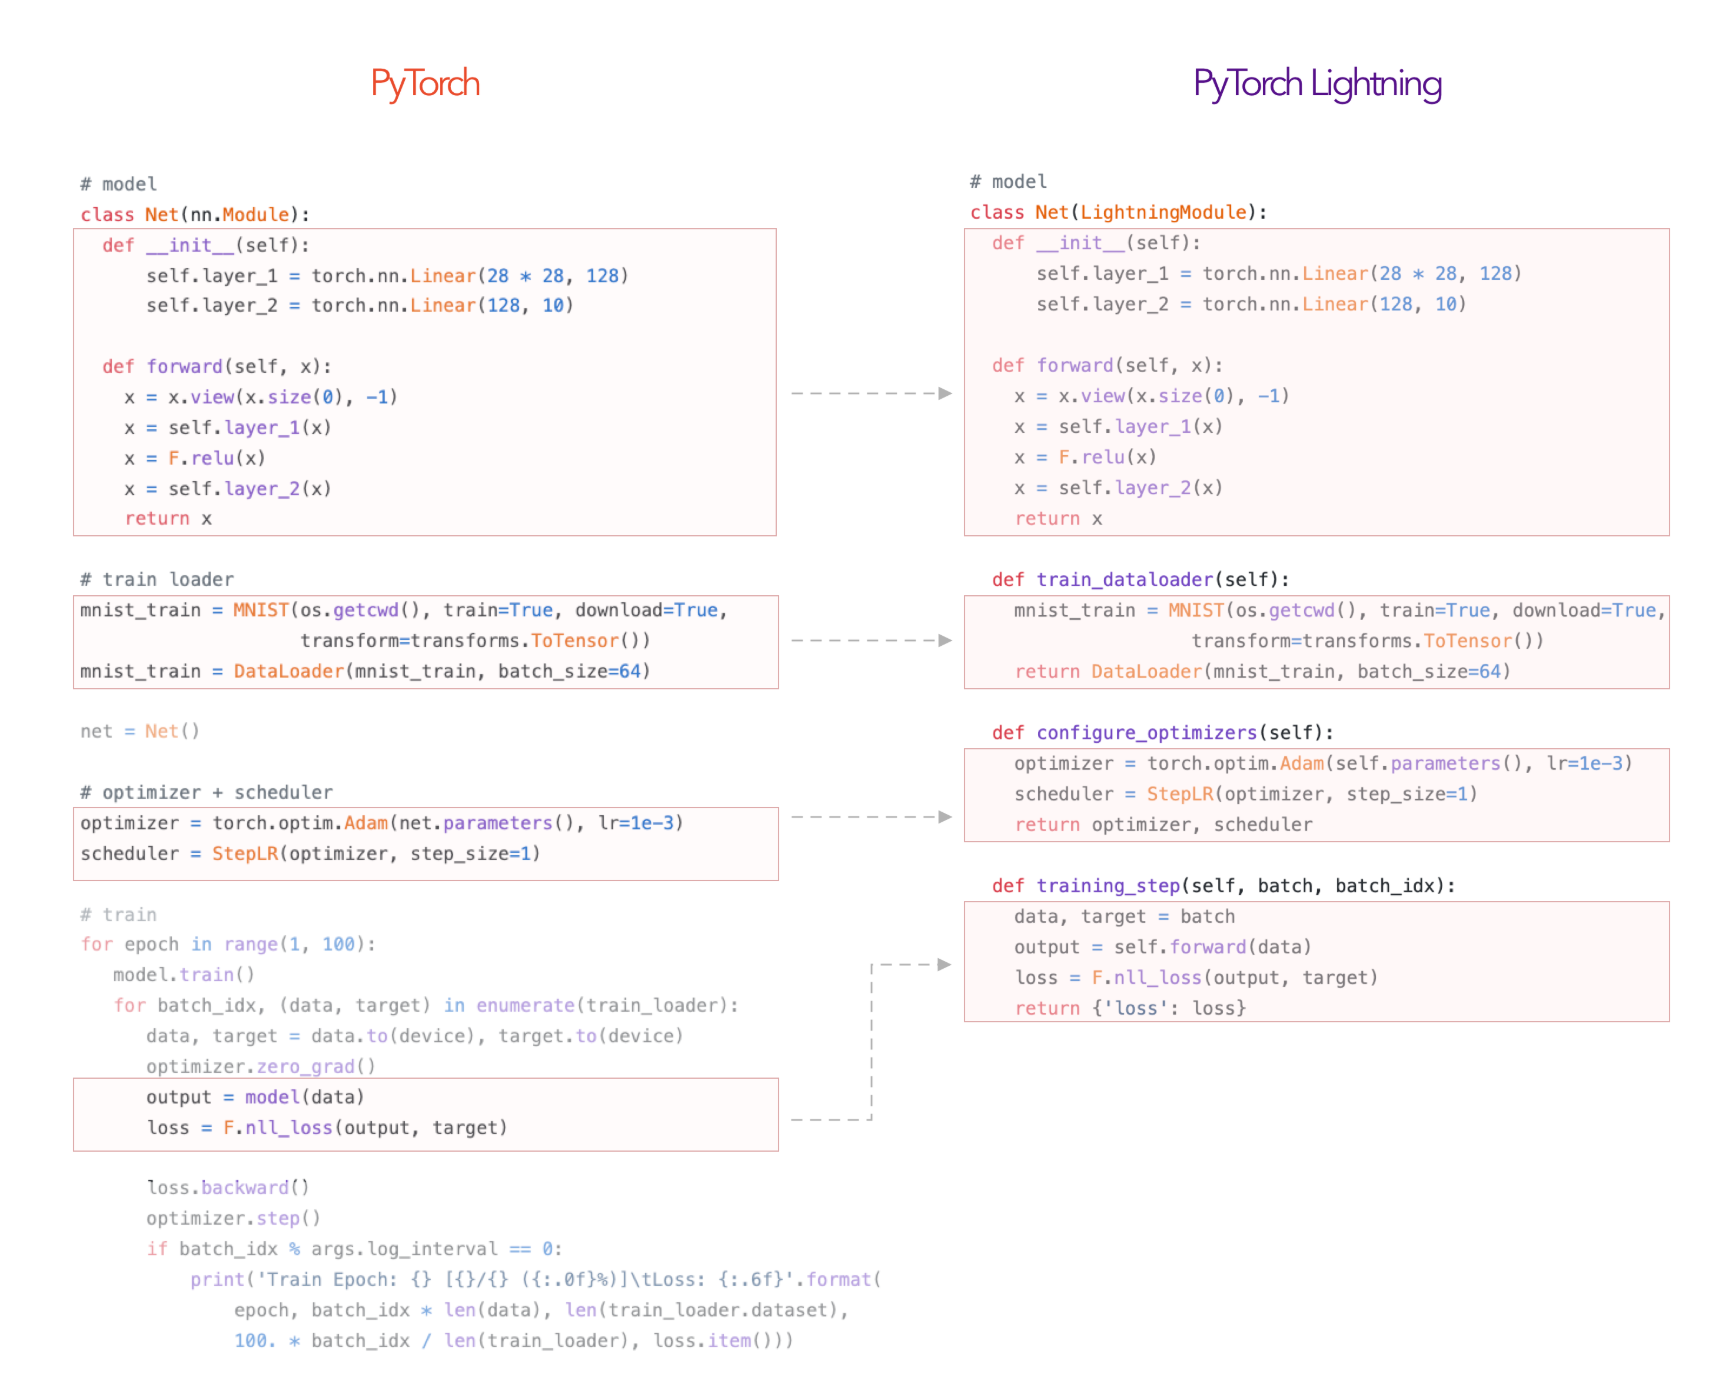 PyTorch
# model
class Net(nn.Module):
  def __init__(self):
      self.layer_1 = torch.nn.Linear(28 * 28, 128)
      self.layer_2 = torch.nn.Linear(128, 10)
  def forward(self, x):
    x = x.view(x.size(0), -1)
    x = self.layer_1(x)
    x = F.relu(x)
    x = self.layer_2(x)
    return x
# train loader
mnist_train = MNIST(os.getcwd(), train=True, download=True,
                    transform=transforms.ToTensor())
mnist_train = DataLoader(mnist_train, batch_size=64)
net = Net()
# optimizer + scheduler
optimizer = torch.optim.Adam(net.parameters(), lr=1e-3)
scheduler = StepLR(optimizer, step_size=1)
# train
for epoch in range(1, 100):
   model.train()
   for batch_idx, (data, target) in enumerate(train_loader):
      data, target = data.to(device), target.to(device)
      optimizer.zero_grad()
      output = model(data)
      loss = F.nll_loss(output, target)
      loss.backward()
      optimizer.step()
      if batch_idx % args.log_interval == 0:
          print('Train Epoch: {} [{}/{} ({:.0f}%)]\tLoss: {:.6f}'.format(
              epoch, batch_idx * len(data), len(train_loader.dataset),
              100. * batch_idx / len(train_loader), loss.item()))
PyTorch Lightning
# model
class Net(LightningModule):
  def __init__(self):
      self.layer_1 = torch.nn.Linear(28 * 28, 128)
      self.layer_2 = torch.nn.Linear(128, 10)
  def forward(self, x):
    x = x.view(x.size(0), -1)
    x = self.layer_1(x)
    x = F.relu(x)
    x = self.layer_2(x)
    return x
  def train_dataloader(self):
    mnist_train = MNIST(os.getcwd(), train=True, download=True,
                    transform=transforms.ToTensor())
    return DataLoader(mnist_train, batch_size=64)
  def configure_optimizers(self):
    optimizer = torch.optim.Adam(self.parameters(), lr=1e-3)
    scheduler = StepLR(optimizer, step_size=1)
    return optimizer, scheduler
  def training_step(self, batch, batch_idx):
    data, target = batch
    output = self.forward(data)
    loss = F.nll_loss(output, target)
    return {'loss': loss}